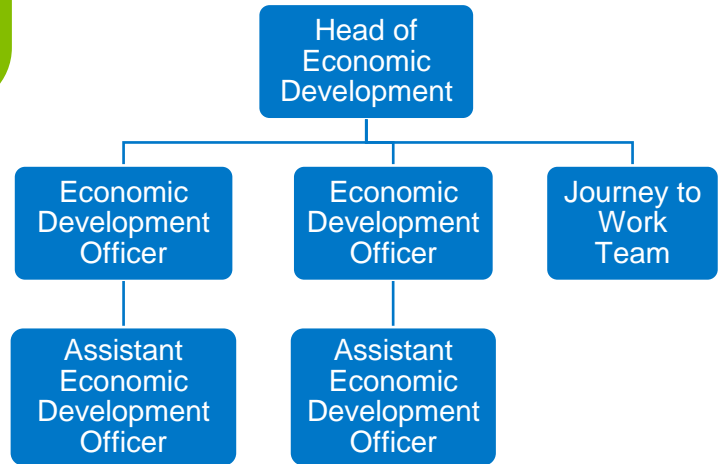 Head of
Economic
Development
Economic
Development
Officer
Economic
Development
Officer
Journey to
Work
Team
Assistant
Economic
Development
Officer
Assistant
Economic
Development
Officer